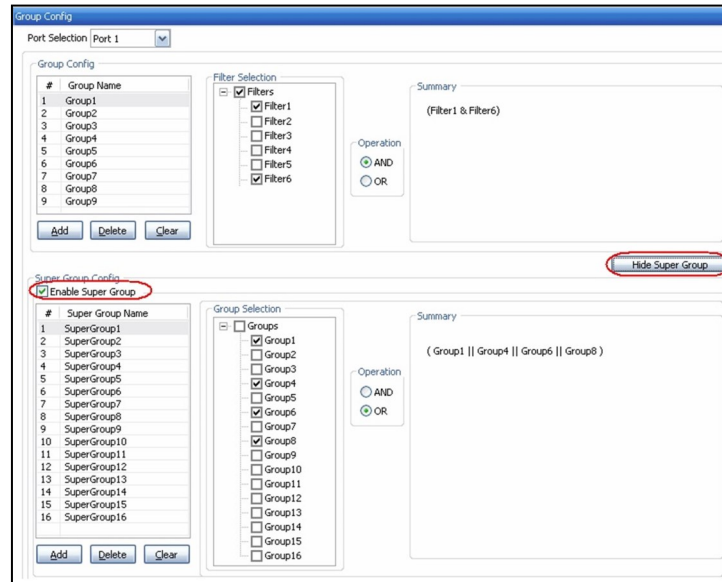 Group Config
Port Selection Port 1
Group Config
# Group Name
1 Group1
2 Group2
3 Group3
4 Group4
5 Group5
6 Group6
7 Group7
8 Group8
9 Group9
Add Delete Clear
Filter Selection
Filters
Filter1
Filter2
Filter3
Filter4
Filter5
Filter6
Operation
AND
OR
Summary
(Filter1 & Filter6)
Hide Super Group
Super Group Config
Enable Super Group
# Super Group Name
1 SuperGroup1
2 SuperGroup2
3 SuperGroup3
4 SuperGroup4
5 SuperGroup5
6 SuperGroup6
7 SuperGroup7
8 SuperGroup8
9 SuperGroup9
10 SuperGroup10
11 SuperGroup11
12 SuperGroup12
13 SuperGroup13
14 SuperGroup14
15 SuperGroup15
16 SuperGroup16
Add Delete Clear
Group Selection
Groups
Group1
Group2
Group3
Group4
Group5
Group6
Group7
Group8
Group9
Group10
Group11
Group12
Group13
Group14
Group15
Group16
Operation
AND
OR
Summary
( Group1 || Group4 || Group6 || Group8 )